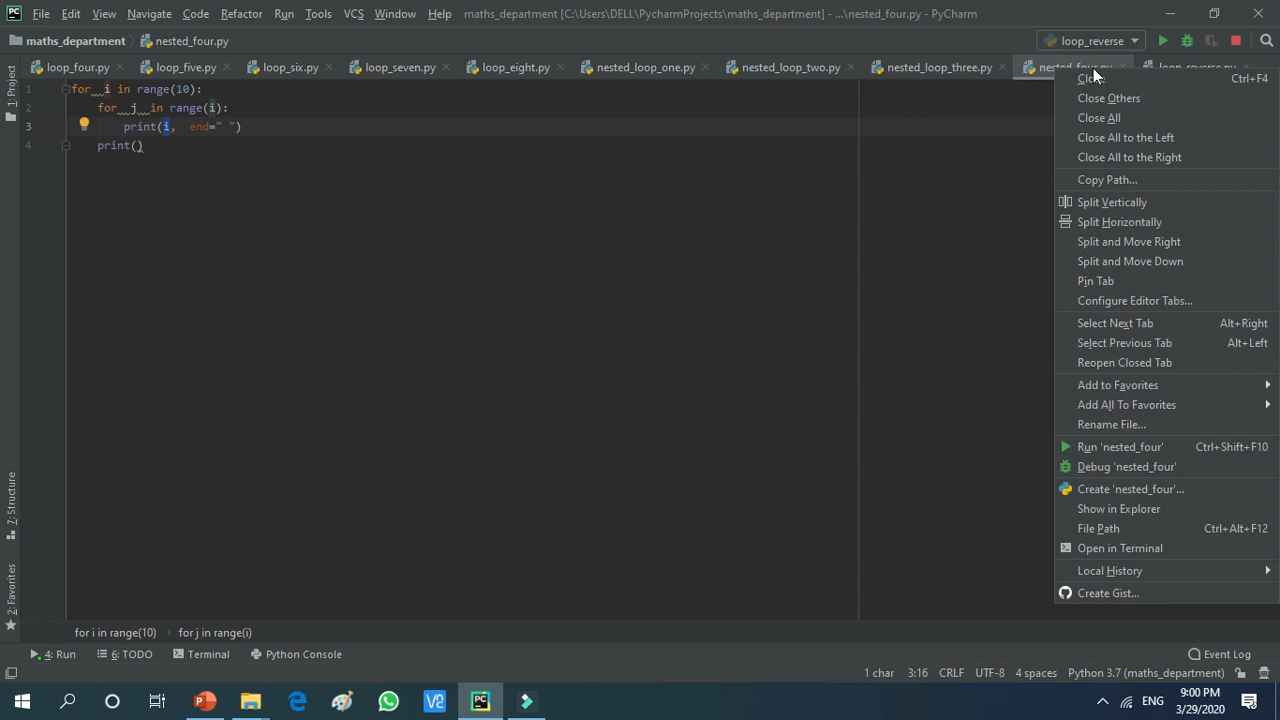 PC File Edit View Navigate Code Refactor Run Tools VCS Window Help maths_department [C:\Users\DELL\PycharmProjects\maths_department] - ...\nested_four.py - PyCharm
maths_department nested_four.py loop_reverse
loop_four.py loop_five.py loop_six.py loop_seven.py loop_eight.py nested_loop_one.py nested_loop_two.py nested_loop_three.py nested_four.py loop_reverse.py
1 for i in range(10):
2 for j in range(i):
3 print(i, end=" ")
4 print()
Close Ctrl+F4
Close Others
Close All
Close All to the Left
Close All to the Right
Copy Path...
Split Vertically
Split Horizontally
Split and Move Right
Split and Move Down
Pin Tab
Configure Editor Tabs...
Select Next Tab Alt+Right
Select Previous Tab Alt+Left
Reopen Closed Tab
Add to Favorites
Add All To Favorites
Rename File...
Run 'nested_four' Ctrl+Shift+F10
Debug 'nested_four'
Create 'nested_four'...
Show in Explorer
File Path Ctrl+Alt+F12
Open in Terminal
Local History
Create Gist...
1: Project
7: Structure
2: Favorites
for i in range(10) for j in range(i)
4: Run 6: TODO Terminal Python Console Event Log
1 char 3:16 CRLF UTF-8 4 spaces Python 3.7 (maths_department)
ENG 9:00 PM
3/29/2020